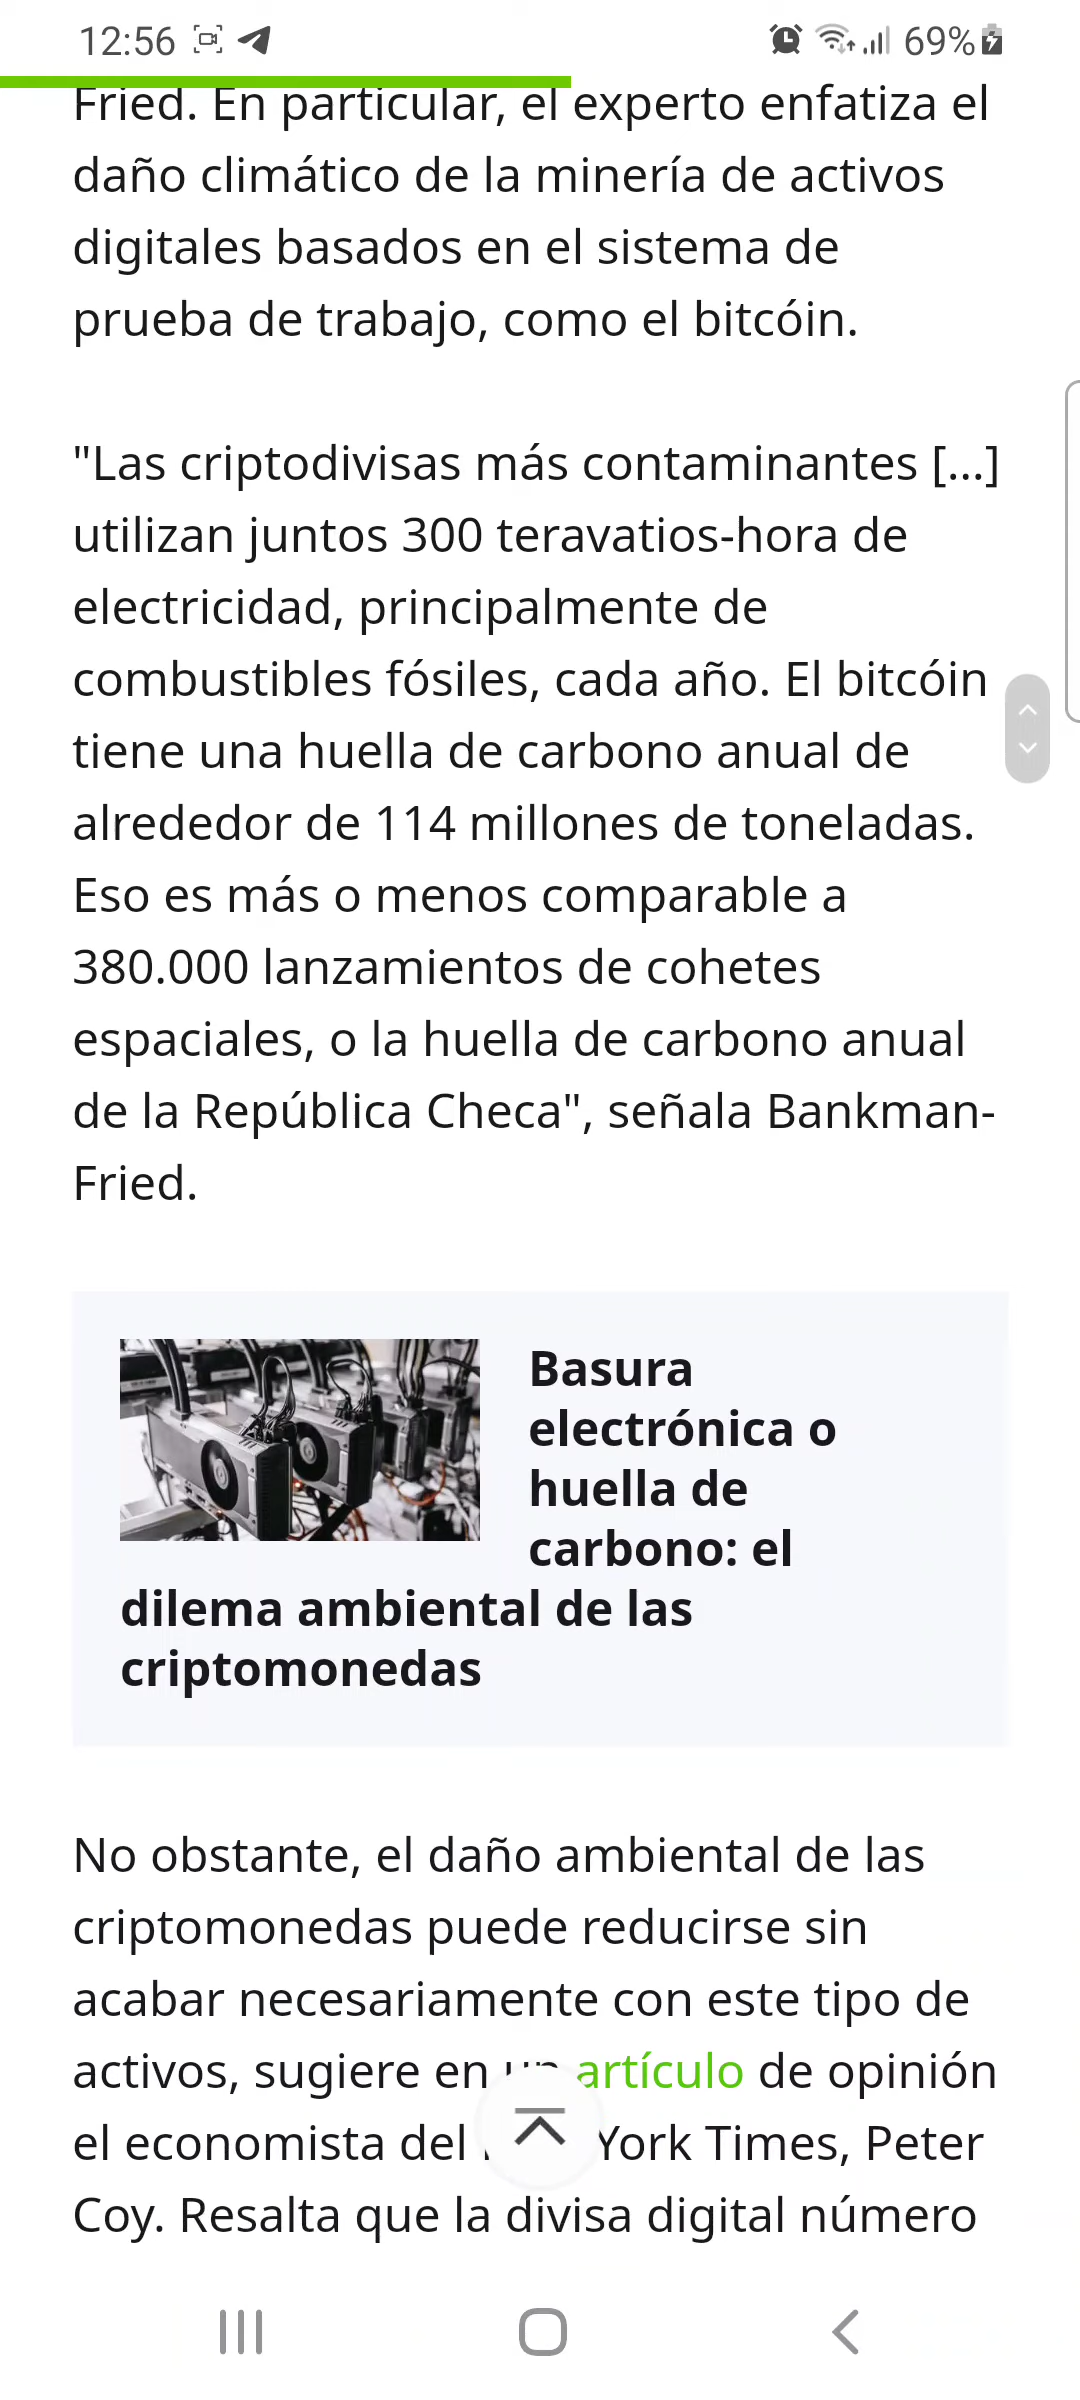 12:56
69%
Fried. En particular, el experto enfatiza el
daño climático de la minería de activos
digitales basados en el sistema de
prueba de trabajo, como el bitcóin.
"Las criptodivisas más contaminantes [...]
utilizan juntos 300 teravatios-hora de
electricidad, principalmente de
combustibles fósiles, cada año. El bitcóin
tiene una huella de carbono anual de
alrededor de 114 millones de toneladas.
Eso es más o menos comparable a
380.000 lanzamientos de cohetes
espaciales, o la huella de carbono anual
de la República Checa", señala Bankman-
Fried.
Basura
electrónica o
huella de
carbono: el
dilema ambiental de las
criptomonedas
No obstante, el daño ambiental de las
criptomonedas puede reducirse sin
acabar necesariamente con este tipo de
activos, sugiere en artículo de opinión
el economista del York Times, Peter
Coy. Resalta que la divisa digital número